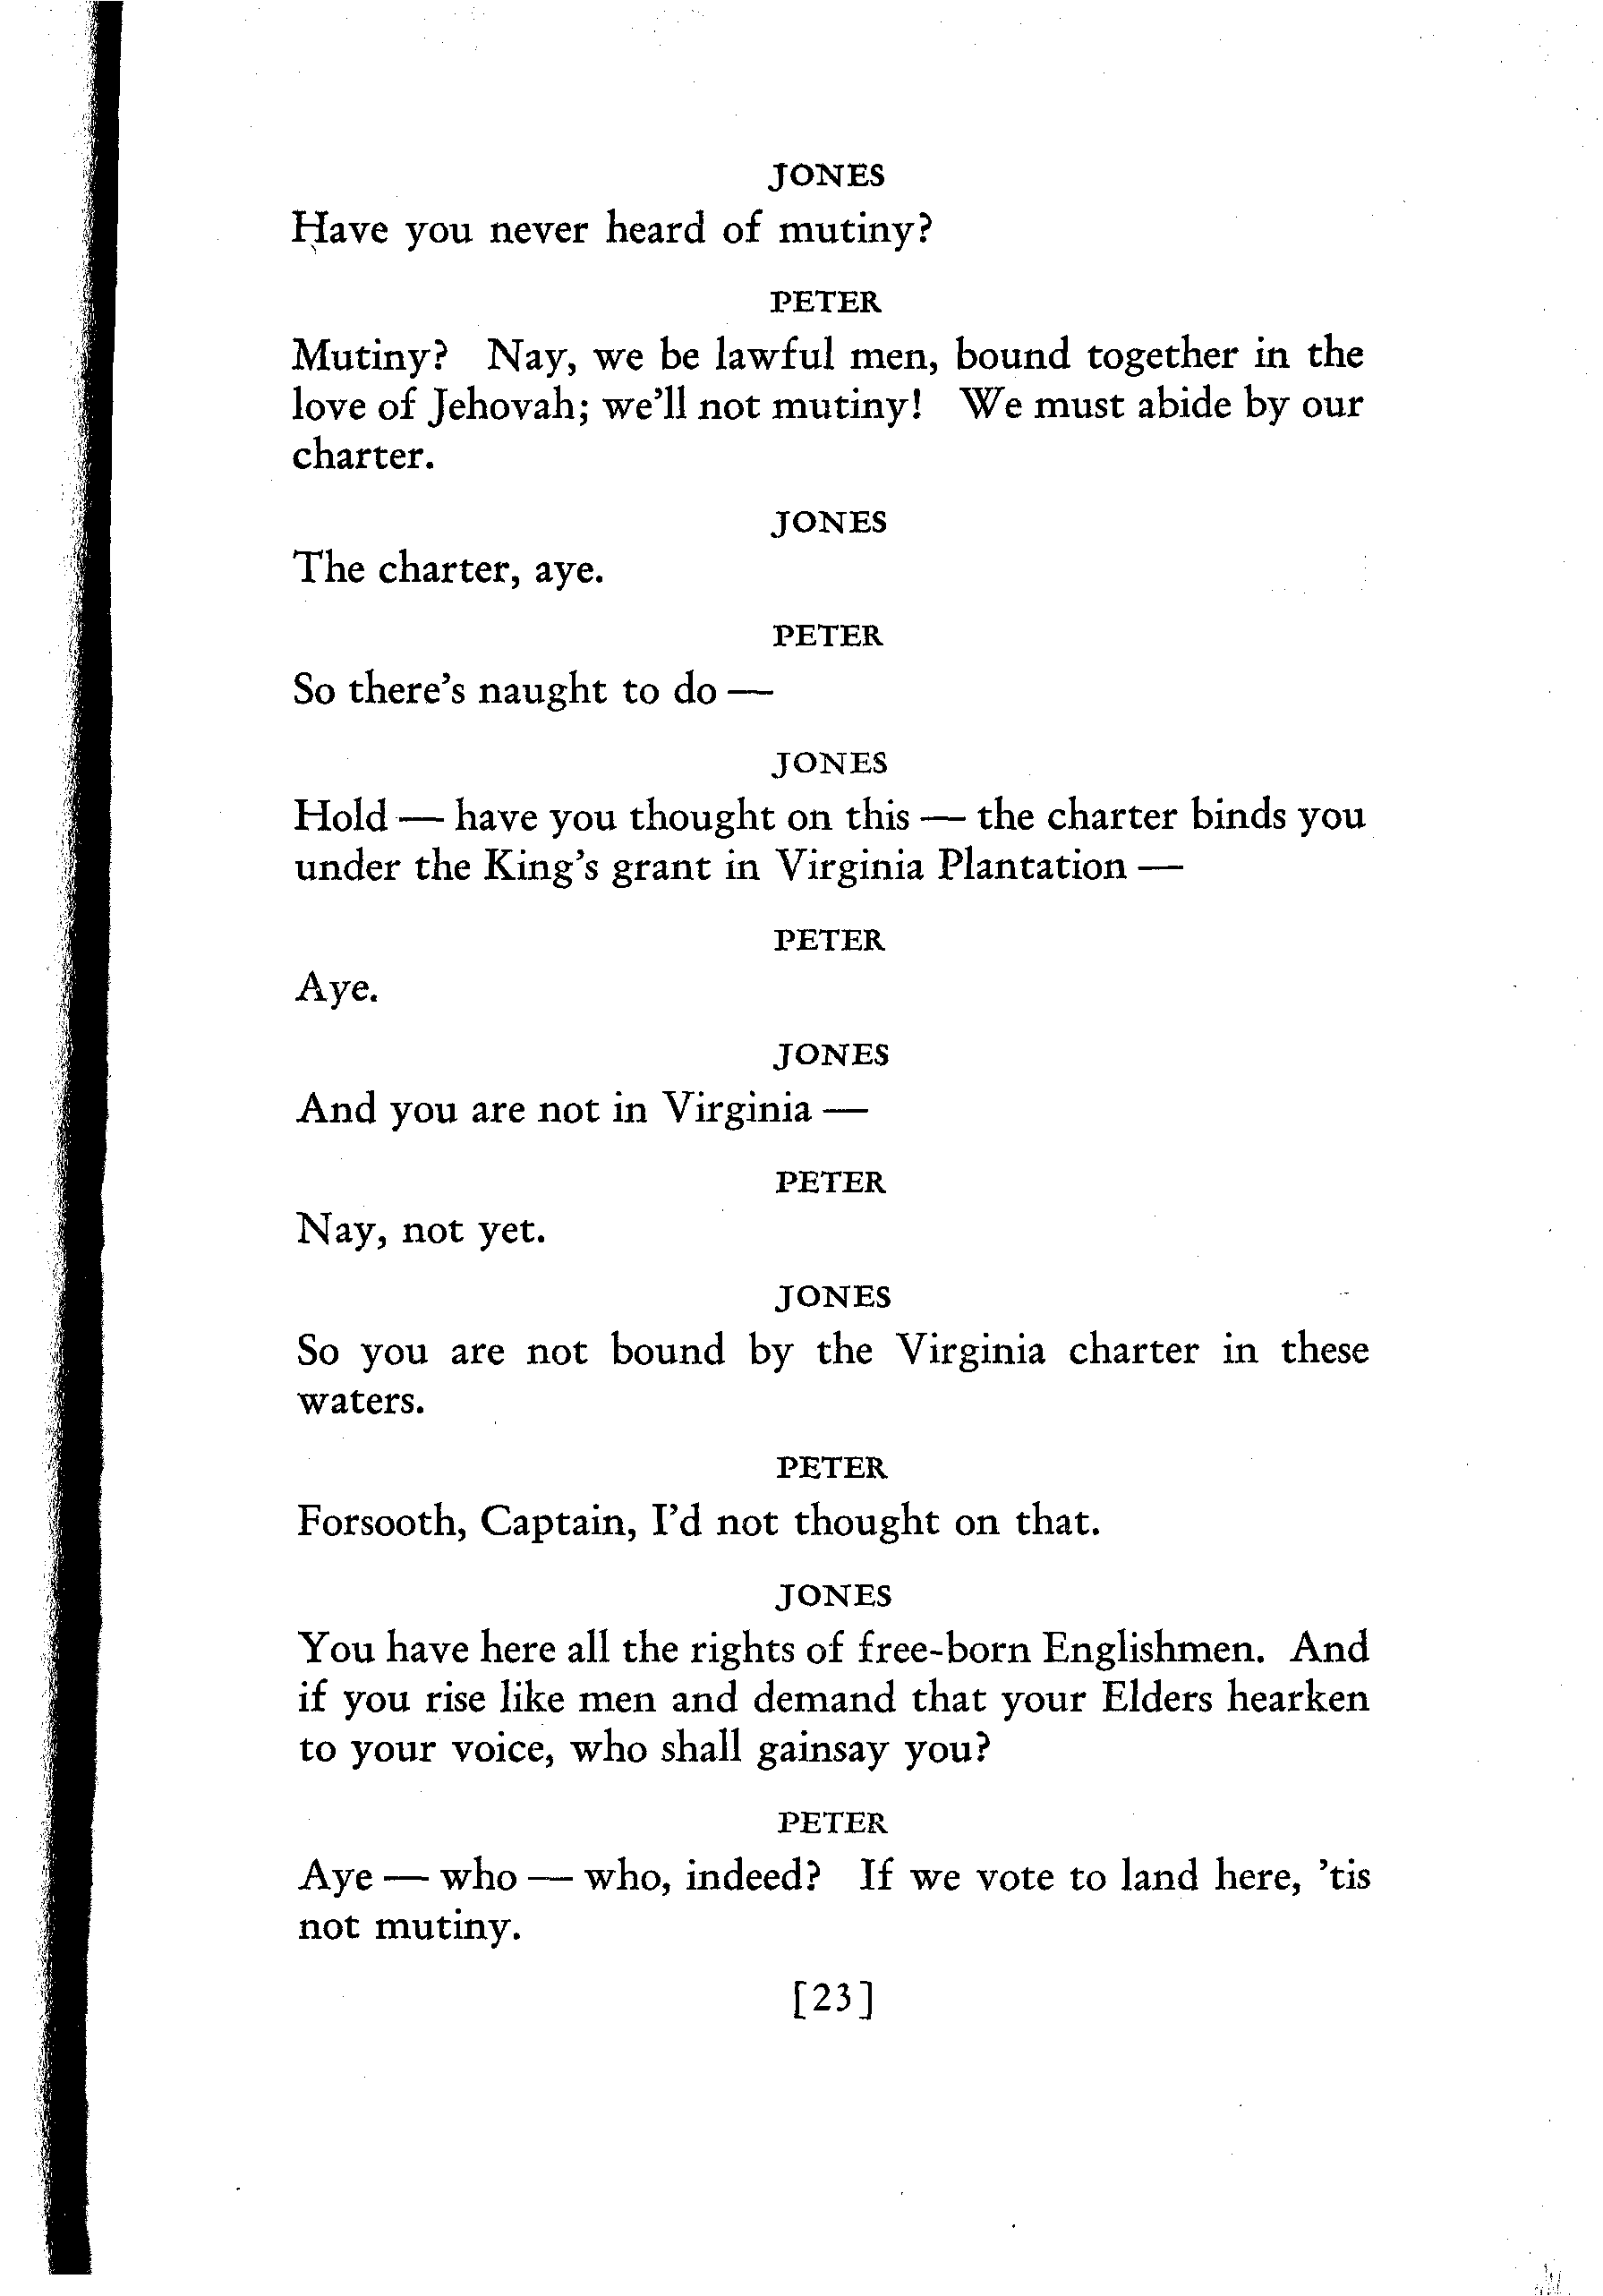 JONES
Have you never heard of mutiny?
PETER
Mutiny? Nay, we be lawful men, bound together in the
love of Jehovah; we'll not mutiny! We must abide by our
charter.
JONES
The charter, aye.
PETER
So there's naught to do —
JONES
Hold — have you thought on this — the charter binds you
under the King's grant in Virginia Plantation —
PETER
Aye.
JONES
And you are not in Virginia —
PETER
Nay, not yet.
JONES
So you are not bound by the Virginia charter in these
waters.
PETER
Forsooth, Captain, I'd not thought on that.
JONES
You have here all the rights of free-born Englishmen. And
if you rise like men and demand that your Elders hearken
to your voice, who shall gainsay you?
PETER
Aye — who — who, indeed? If we vote to land here, 'tis
not mutiny.
[23]